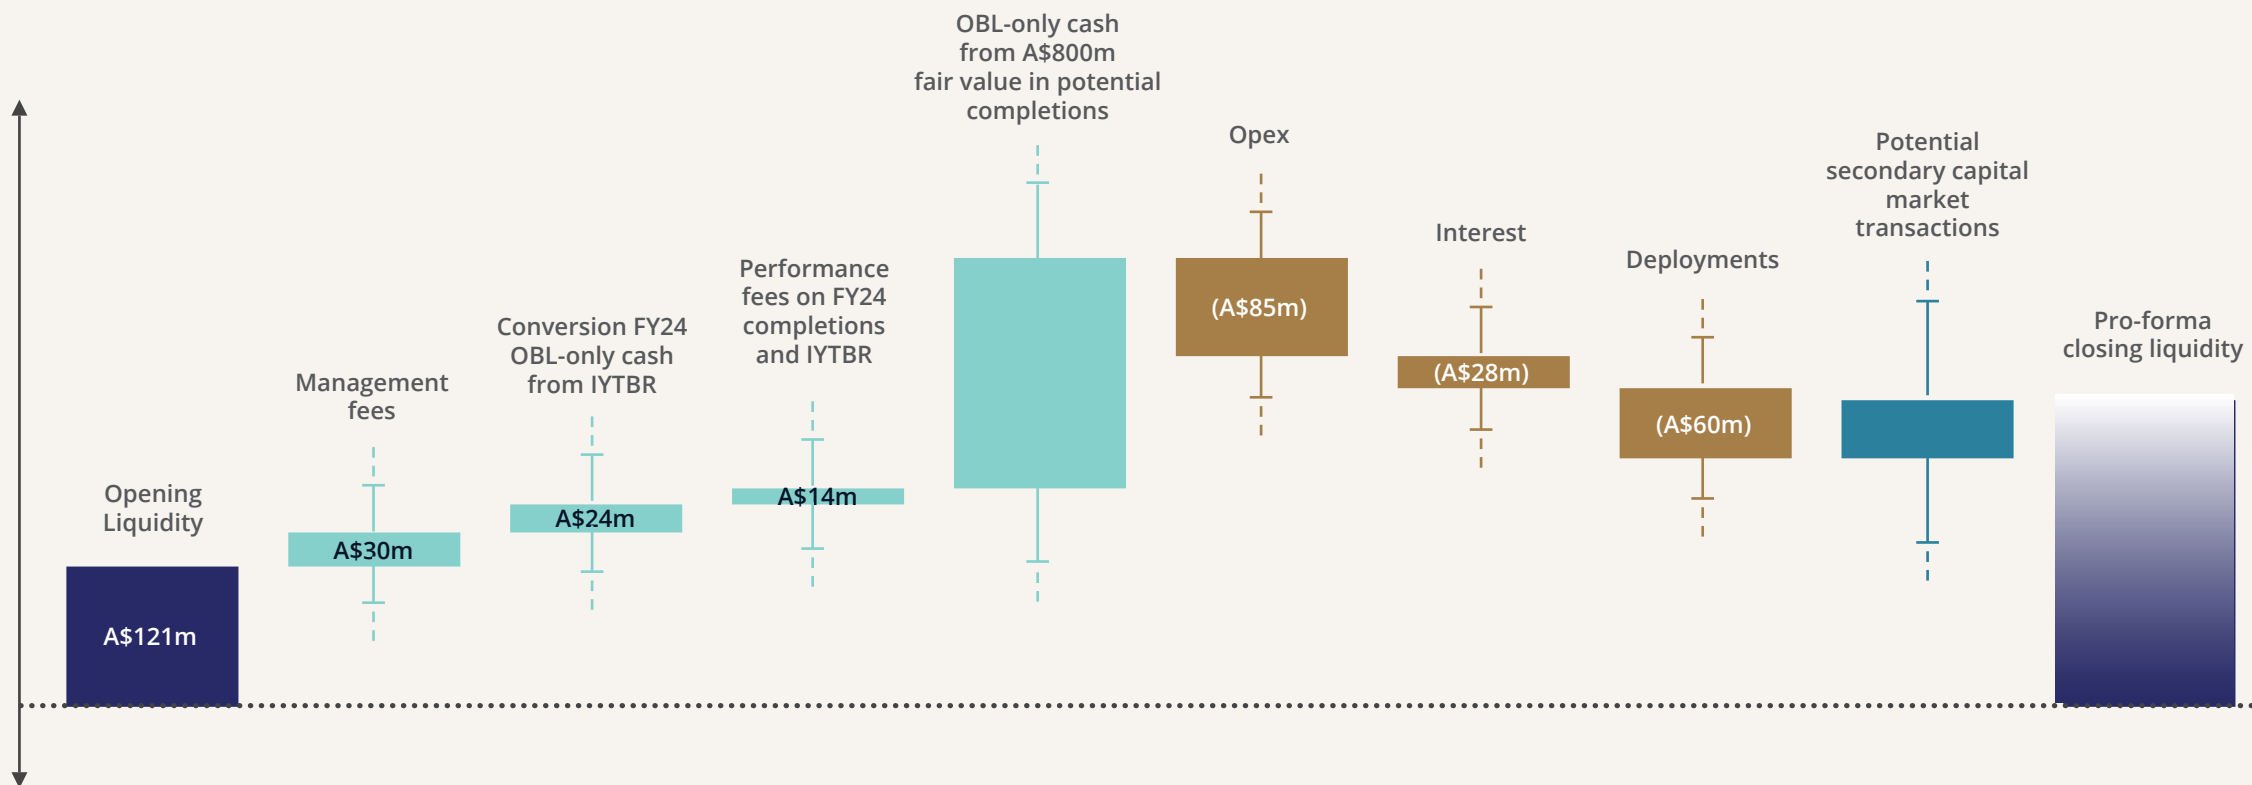 Opening
Liquidity
A$121m
Management
fees
A$30m
Conversion FY24
OBL-only cash
from IYTBR
A$24m
Performance
fees on FY24
completions
and IYTBR
A$14m
OBL-only cash
from A$800m
fair value in potential
completions
Opex
(A$85m)
Interest
(A$28m)
Deployments
(A$60m)
Potential
secondary capital
market
transactions
Pro-forma
closing liquidity